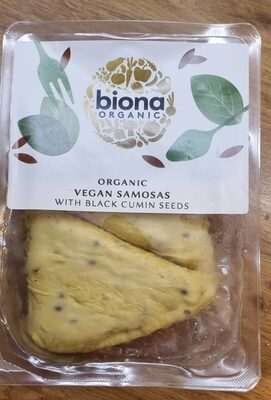 biona
ORGANIC
ORGANIC
VEGAN SAMOSAS
WITH BLACK CUMIN SEEDS